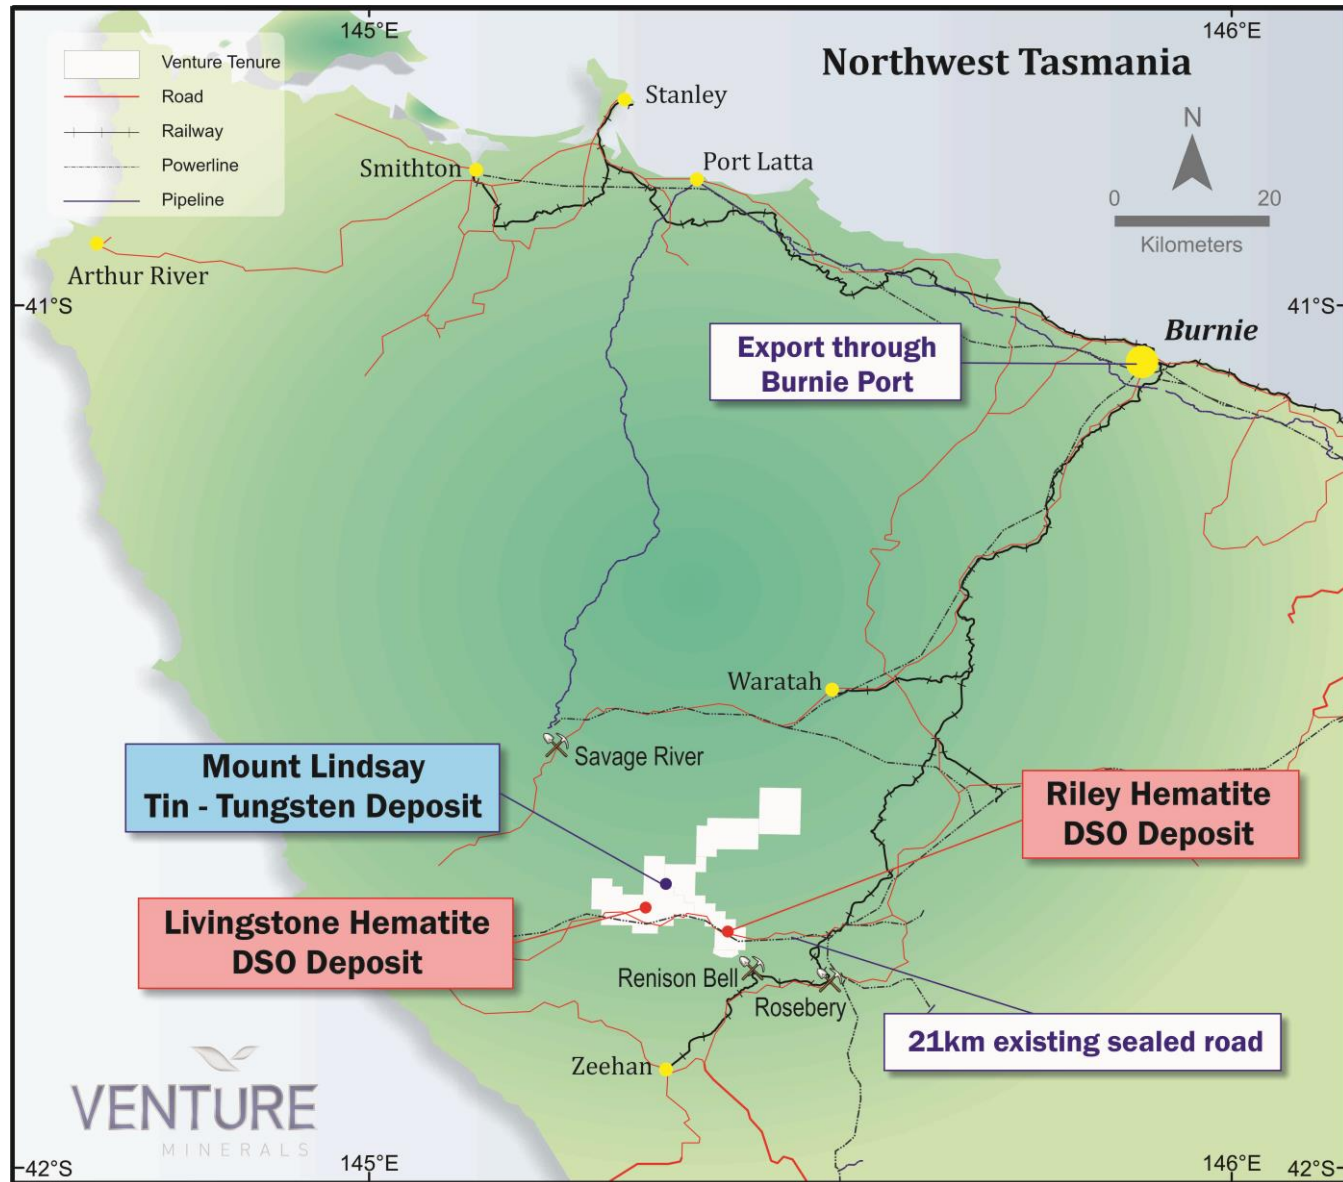 145°E
146°E
Northwest Tasmania
Venture Tenure
Road
Railway
Powerline
Pipeline
N
0 20
Kilometers
Stanley
Smithton
Port Latta
Arthur River
41°S
41°S
Burnie
Export through
Burnie Port
Waratah
Savage River
Mount Lindsay
Tin - Tungsten Deposit
Riley Hematite
DSO Deposit
Livingstone Hematite
DSO Deposit
Renison Bell
Rosebery
21km existing sealed road
Zeehan
VENTURE
MINERALS
42°S
145°E
146°E
42°S